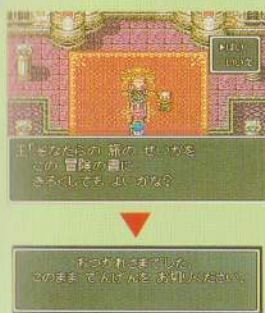 ▶はい
いいえ
王「そなたらの 旅の せいかを
この 冒険の書に
きろくしても よいかな?
おつかれさまでした。
このまま でんげんを お切りください。